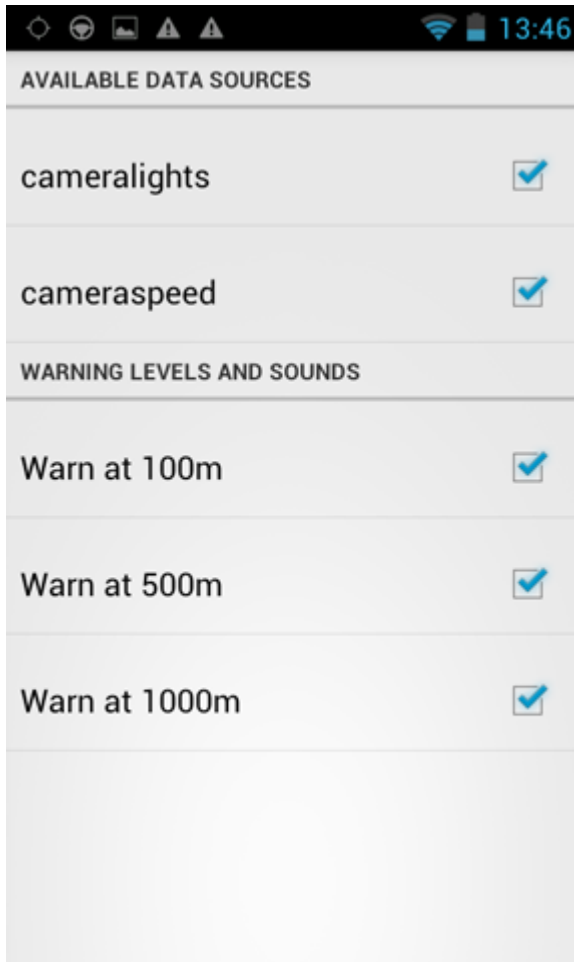 13:46
AVAILABLE DATA SOURCES
cameralights
cameraspeed
WARNING LEVELS AND SOUNDS
Warn at 100m
Warn at 500m
Warn at 1000m